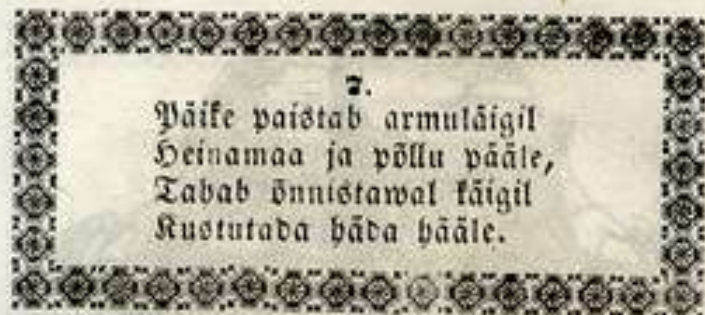 7.
Päike paistab armuläigil
Heinamaa ja põllu pääle,
Tahab õnnistawal käigil
Kustutada häda hääle.